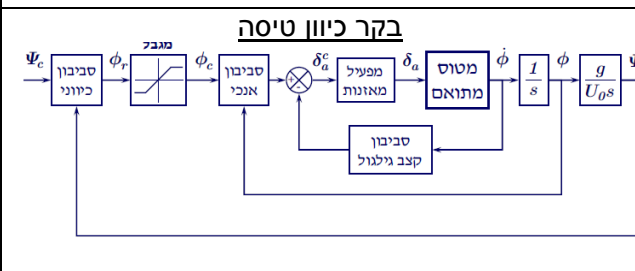 בקר כיוון טיסה
מגבל
Ψc סביבון כיווני ϕr ϕc סביבון אנכי + - δac מפעיל מאזנות δa מטוס מתואם ϕ̇ 1/s ϕ g/U0s
סביבון
קצב גילגול